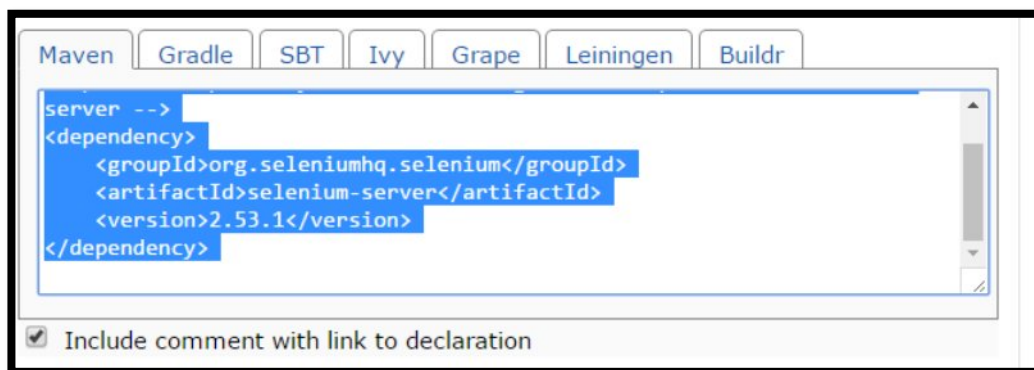 Maven Gradle SBT Ivy Grape Leiningen Buildr
server -->
<dependency>
    <groupId>org.seleniumhq.selenium</groupId>
    <artifactId>selenium-server</artifactId>
    <version>2.53.1</version>
</dependency>
Include comment with link to declaration